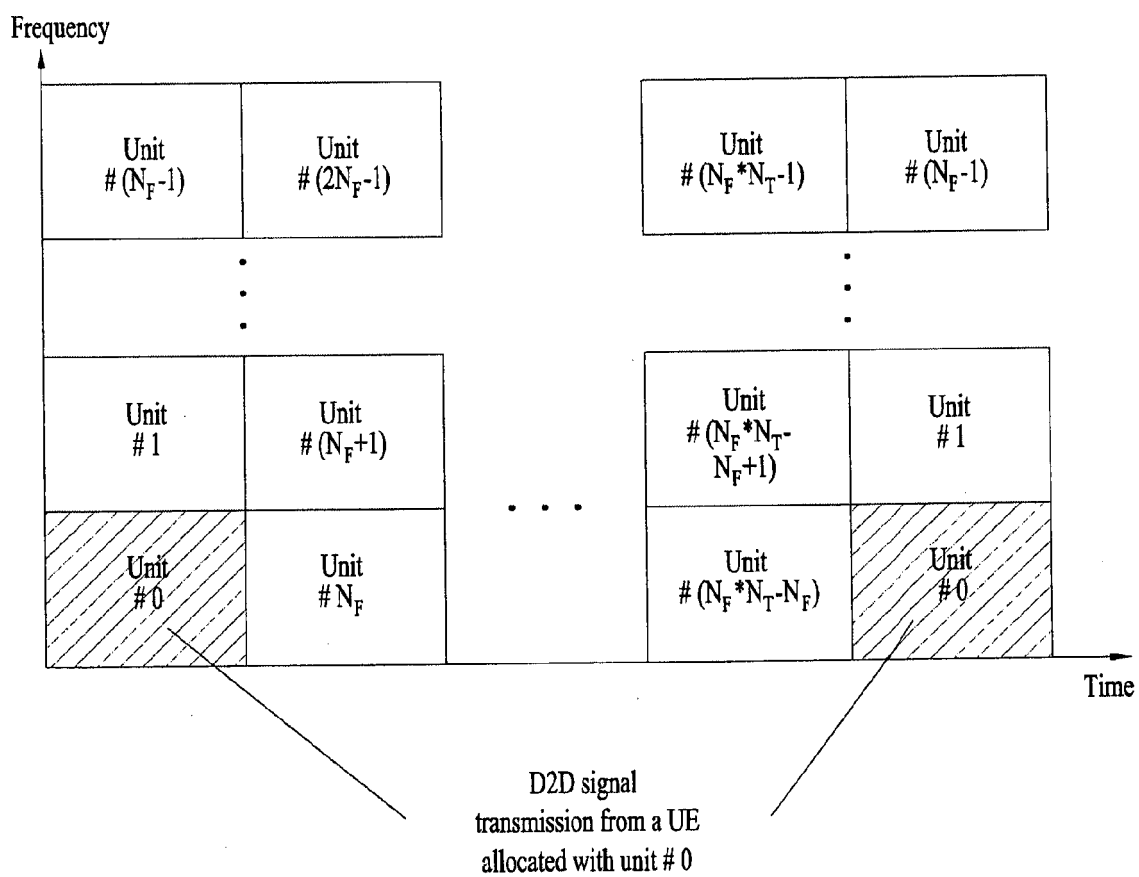 Frequency
Unit
# (N_F-1)
Unit
# (2N_F-1)
Unit
# (N_F*N_T-1)
Unit
# (N_F-1)
Unit
# 1
Unit
# (N_F+1)
Unit
# (N_F*N_T-
N_F+1)
Unit
# 1
Unit
# 0
Unit
# N_F
Unit
# (N_F*N_T-N_F)
Unit
# 0
Time
D2D signal
transmission from a UE
allocated with unit # 0